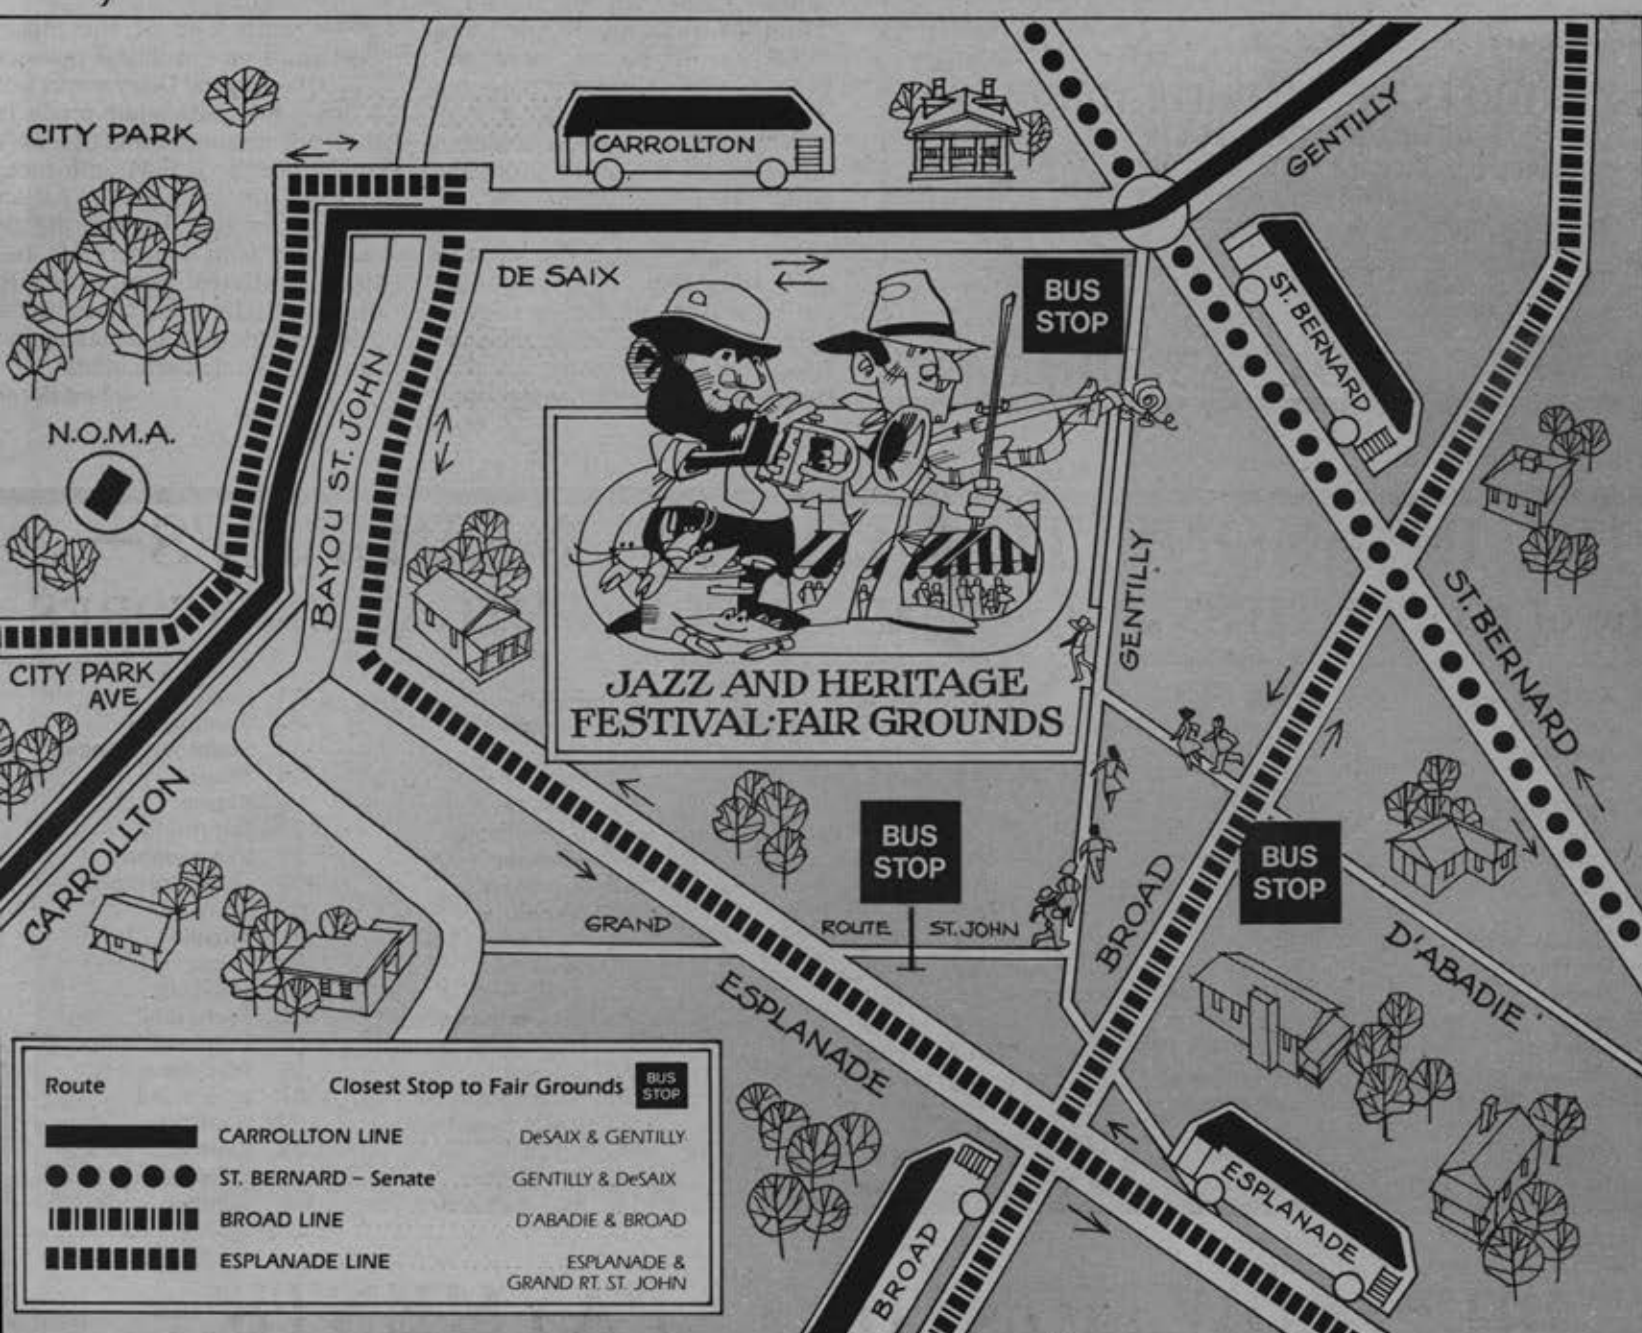 CITY PARK
CARROLLTON
GENTILLY
DE SAIX
BUS
STOP
ST. BERNARD
N.O.M.A.
BAYOU ST. JOHN
GENTILLY
ST. BERNARD
CITY PARK
AVE
JAZZ AND HERITAGE
FESTIVAL·FAIR GROUNDS
CARROLLTON
BUS
STOP
BUS
STOP
BROAD
GRAND
ROUTE
ST. JOHN
D'ABADIE
ESPLANADE
Route
Closest Stop to Fair Grounds
BUS
STOP
CARROLLTON LINE
DeSAIX & GENTILLY
ST. BERNARD – Senate
GENTILLY & DeSAIX
BROAD LINE
D'ABADIE & BROAD
ESPLANADE LINE
ESPLANADE &
GRAND RT. ST. JOHN
ESPLANADE
BROAD